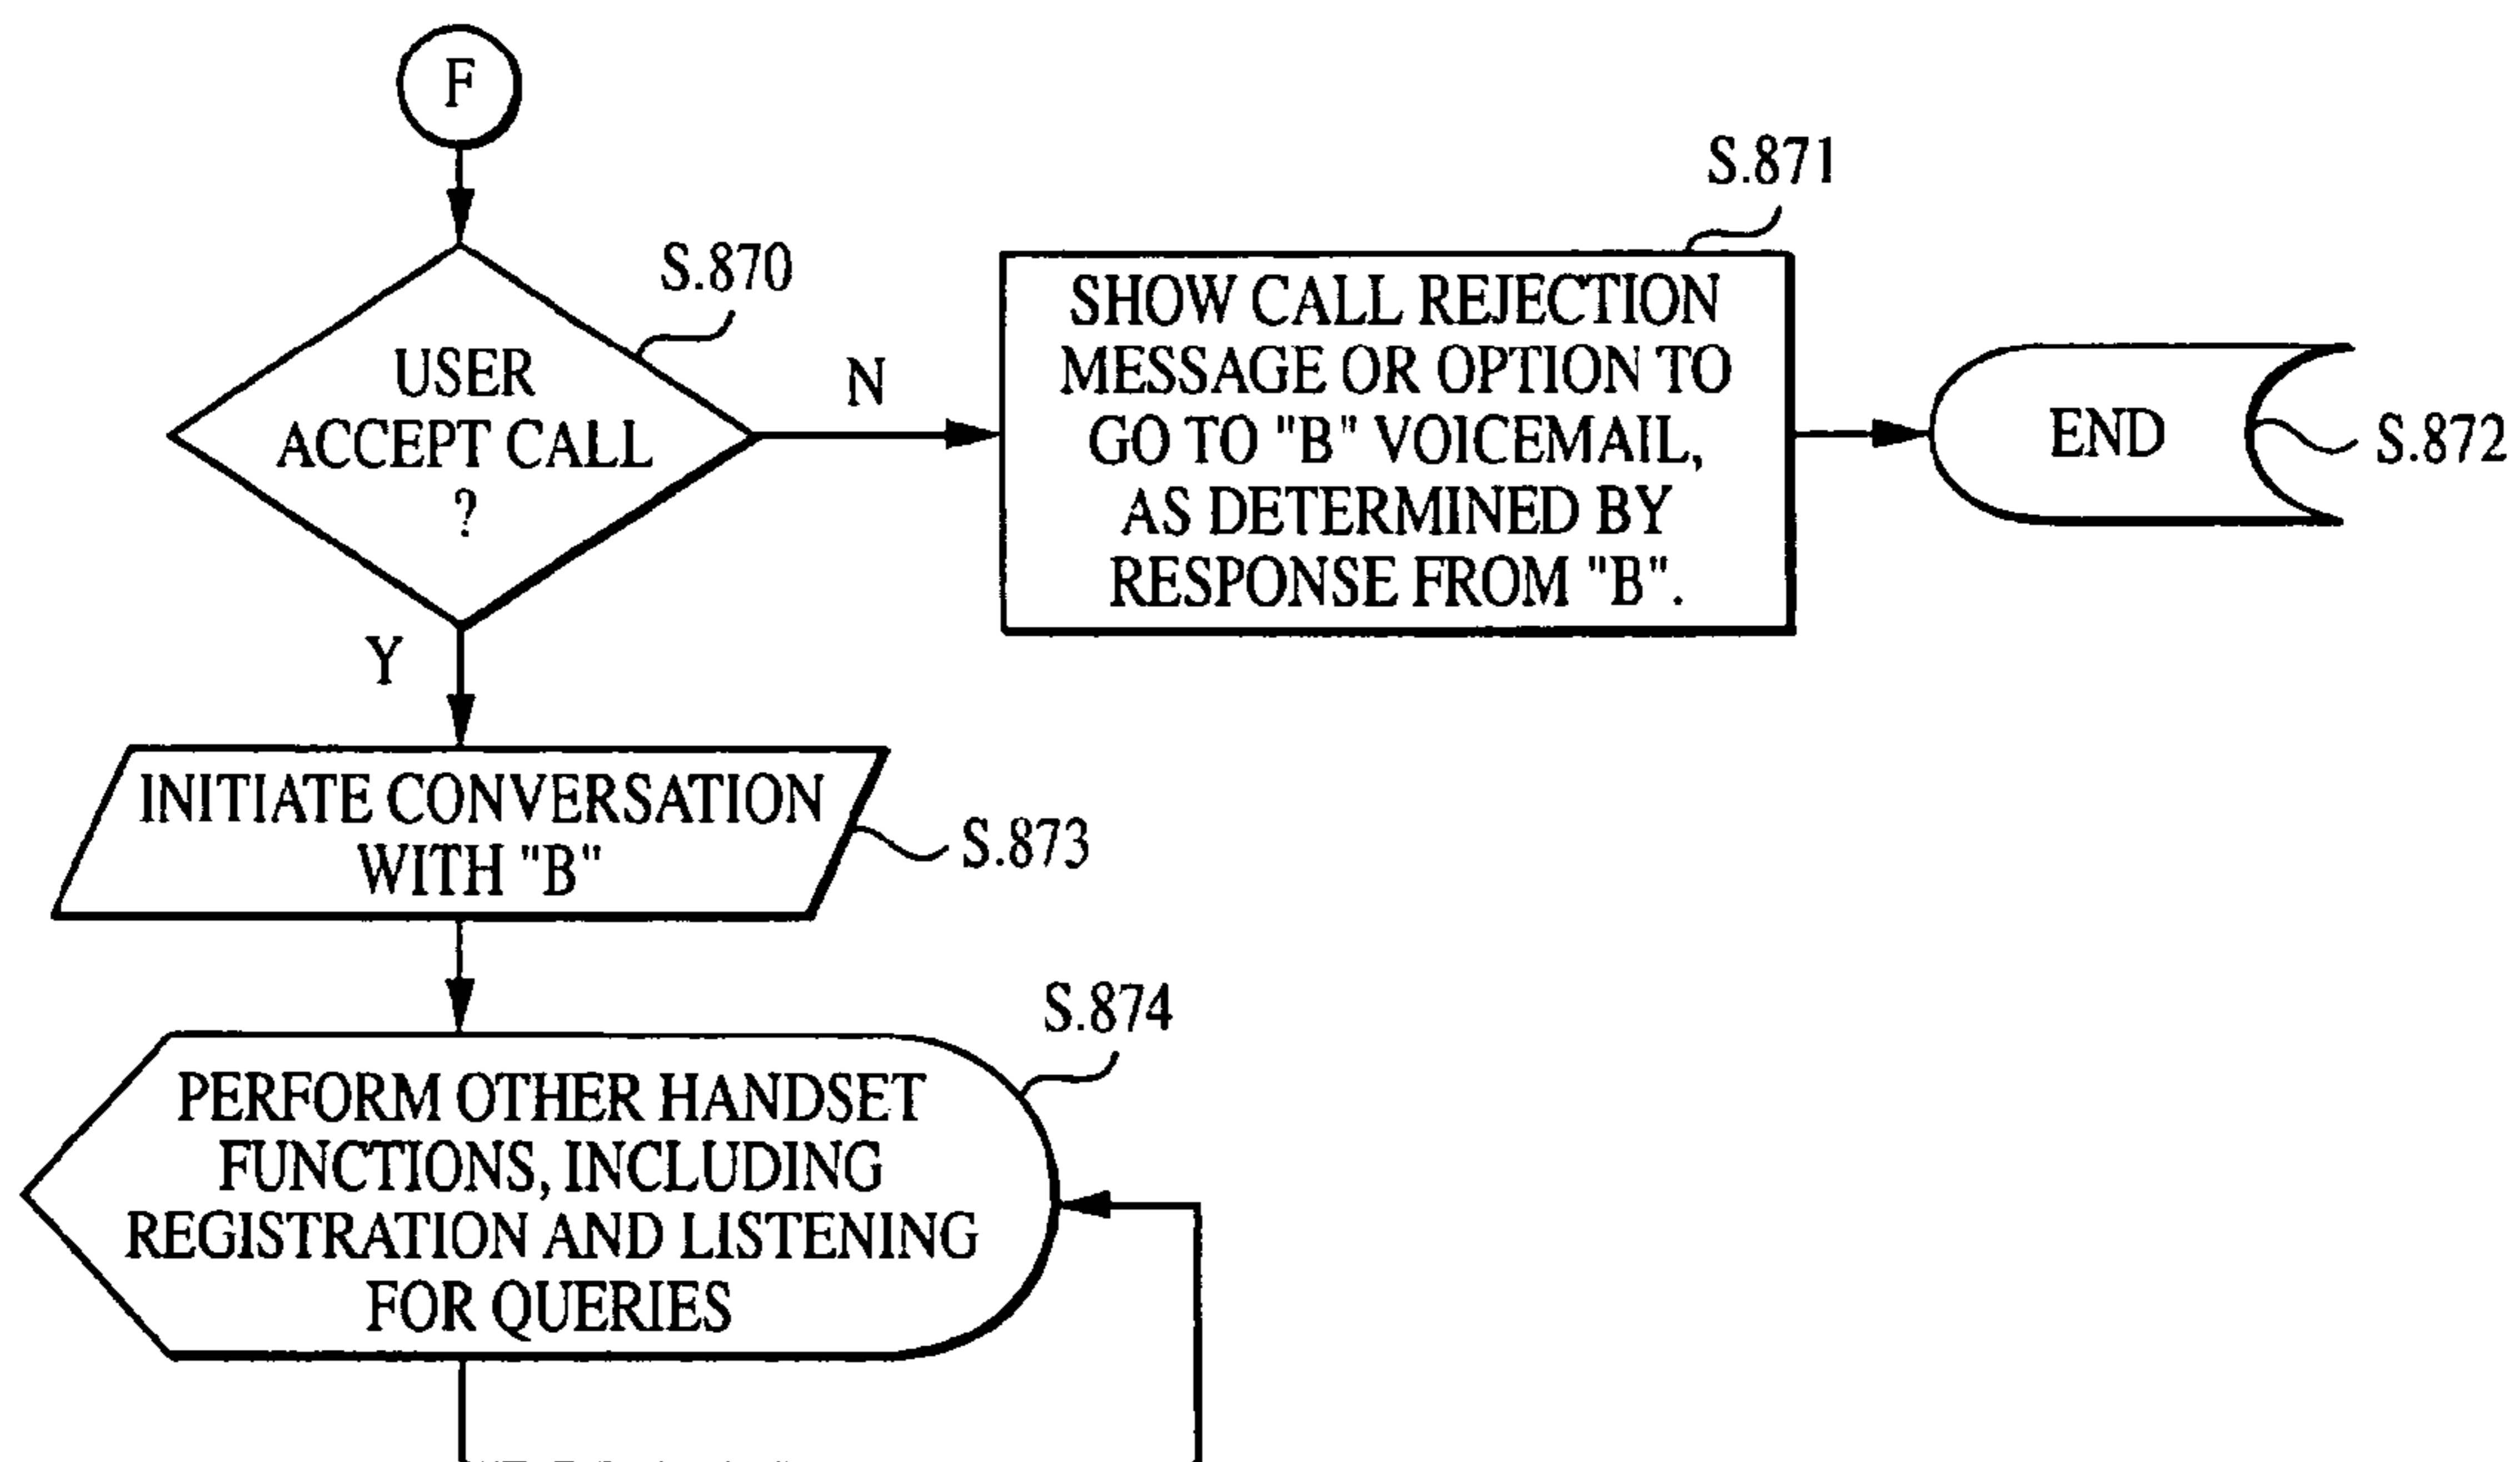 F
S.870
USER
ACCEPT CALL
?
N
Y
S.871
SHOW CALL REJECTION
MESSAGE OR OPTION TO
GO TO "B" VOICEMAIL,
AS DETERMINED BY
RESPONSE FROM "B".
END
S.872
INITIATE CONVERSATION
WITH "B"
S.873
S.874
PERFORM OTHER HANDSET
FUNCTIONS, INCLUDING
REGISTRATION AND LISTENING
FOR QUERIES